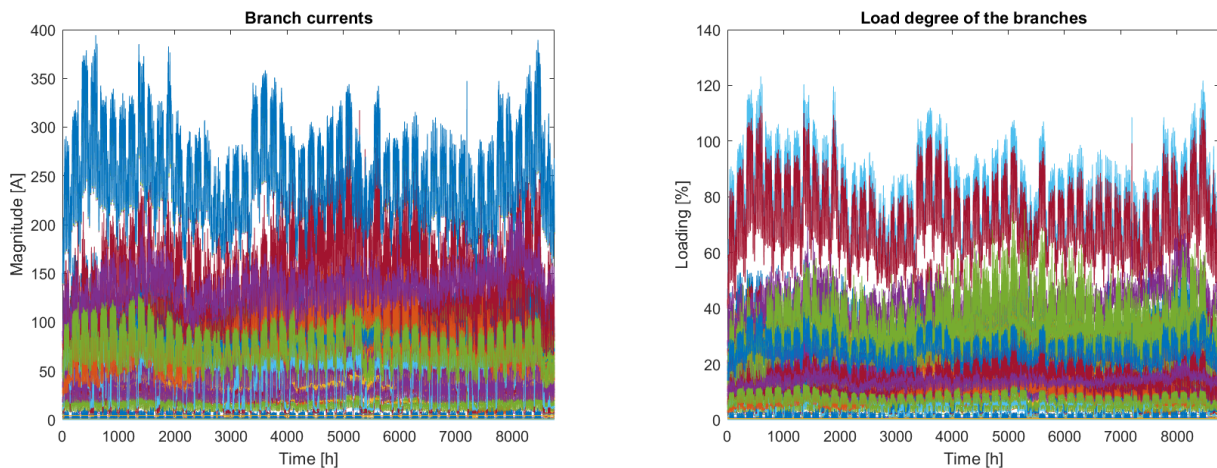 Branch currents
400
350
300
250
200
150
100
50
0
Magnitude [A]
0 1000 2000 3000 4000 5000 6000 7000 8000
Time [h]
Load degree of the branches
140
120
100
80
60
40
20
0
Loading [%]
0 1000 2000 3000 4000 5000 6000 7000 8000
Time [h]